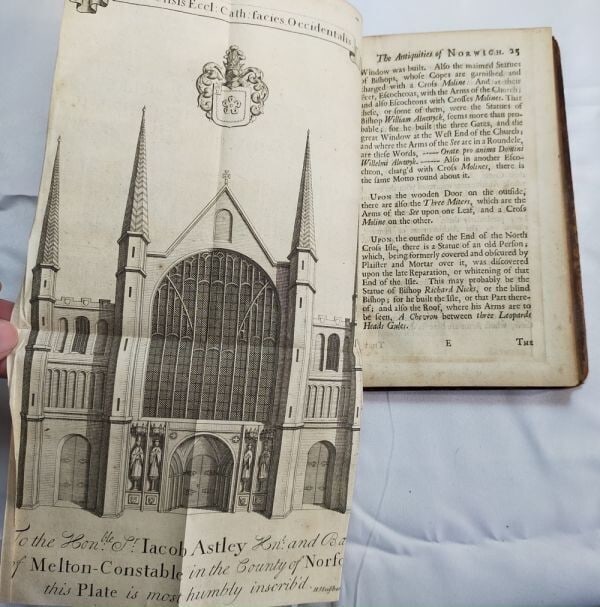 Eccl: Cath: facies Occidentalis
To the Hon.ble Sr. Iacob Astley Knt. and Ba
of Melton-Constable in the County of Norfo
this Plate is most humbly inscrib'd.
The Antiquities of NORWICH. 25
Window was built. Also the maimed Statues
of Bishops, whose Copes are garnished and
charged with a Cross Moline. And at their
Feet, Escocheons, with the Arms of the Church;
and also Escocheons with Crosses Moline. That
these, or some of them, were the Statues of
Bishop William Alnwyck, seems more than pro-
bable; for he built the three Gates, and the
great Window at the West End of the Church;
and where the Arms of the See are in a Roundele,
are these Words, —— Orate pro anima Domini
Willelmi Alnwyk. —— Also in another Esco-
cheon, charg'd with Cross Molines, there is
the same Motto round about it.
UPON the wooden Door on the outside,
there are also the Three Miters, which are the
Arms of the See upon one Leaf, and a Cross
Moline on the other.
UPON the outside of the End of the North
Cross Isle, there is a Statue of an old Person;
which, being formerly covered and obscured by
Plaister and Mortar over it, was discovered
upon the late Reparation, or whitening of that
End of the Isle. This may probably be the
Statue of Bishop Richard Nicks, or the blind
Bishop; for he built the Isle, or that Part there-
of; and also the Roof, where his Arms are to
be seen, A Chevron between three Leopards
Heads Gules.
E THE